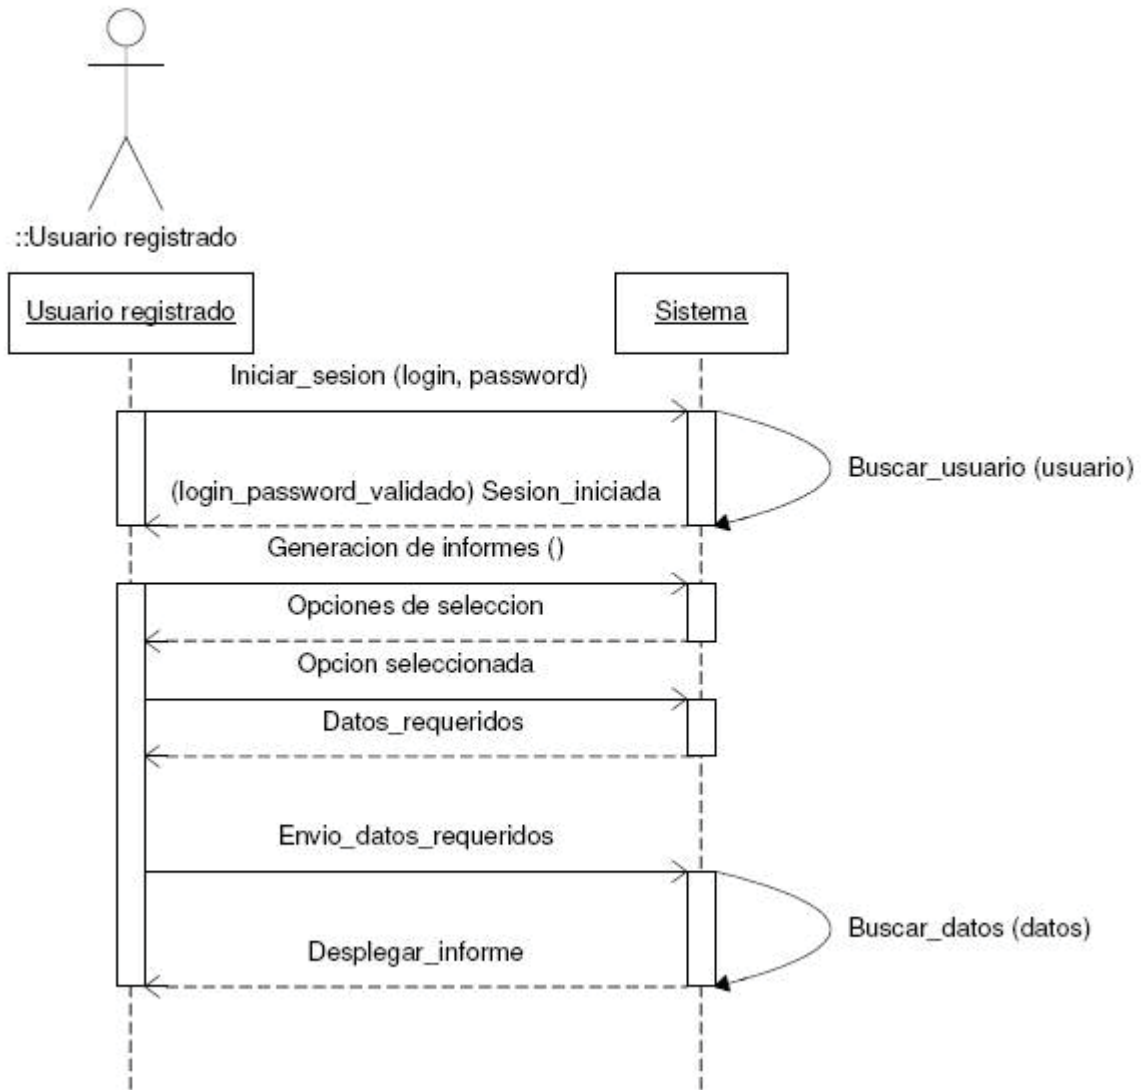 ::Usuario registrado
Usuario registrado
Sistema
Iniciar_sesion (login, password)
Buscar_usuario (usuario)
(login_password_validado) Sesion_iniciada
Generacion de informes ()
Opciones de seleccion
Opcion seleccionada
Datos_requeridos
Envio_datos_requeridos
Buscar_datos (datos)
Desplegar_informe